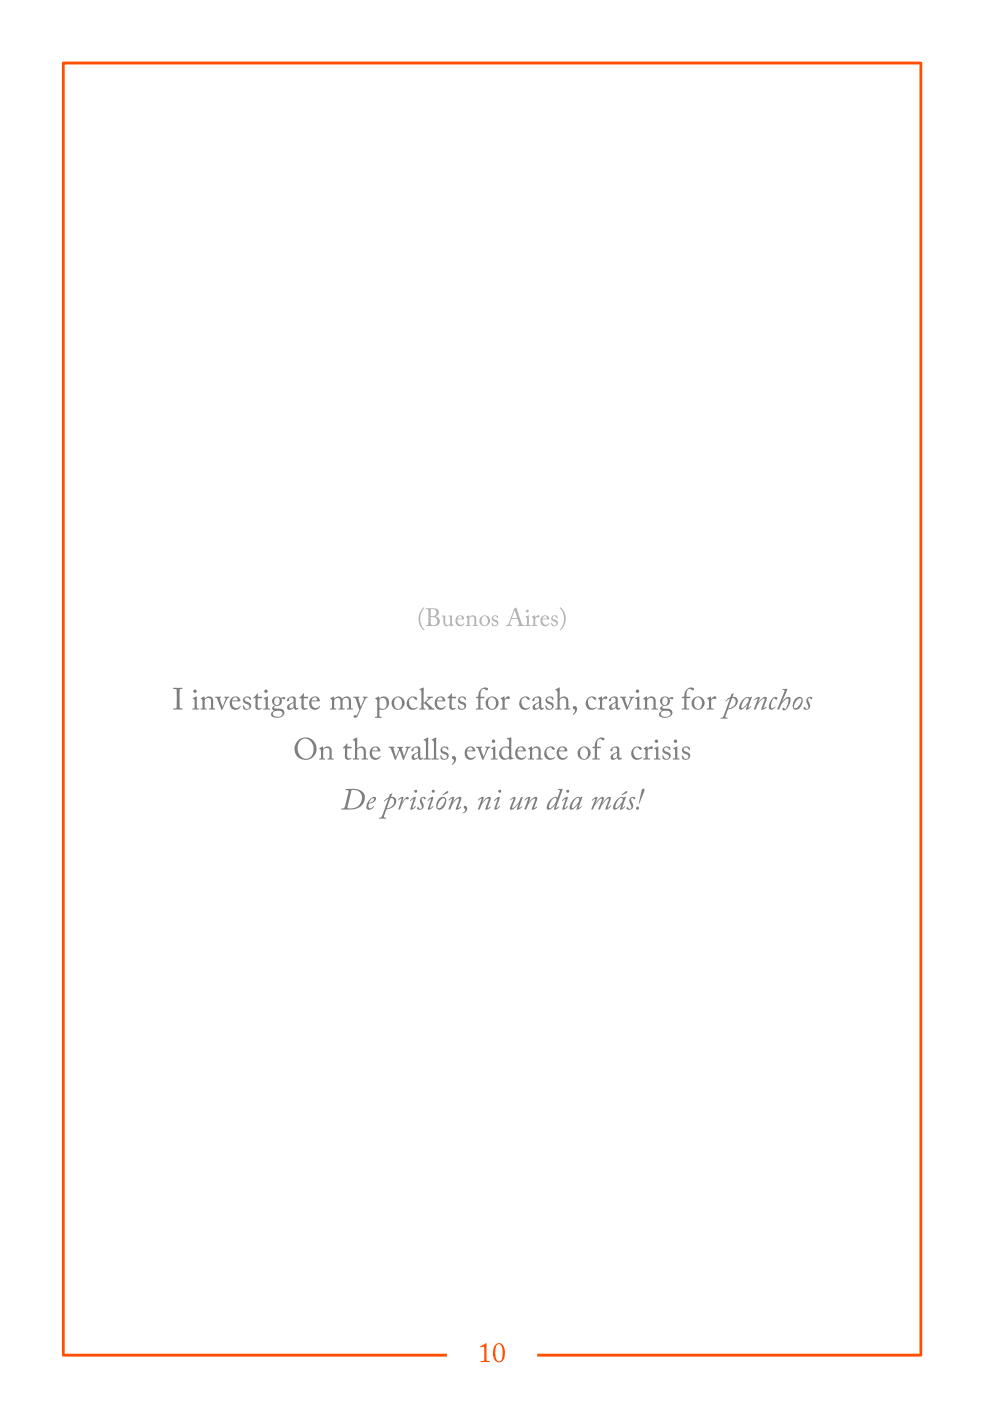 (Buenos Aires)
I investigate my pockets for cash, craving for panchos
On the walls, evidence of a crisis
De prisión, ni un dia más!
10